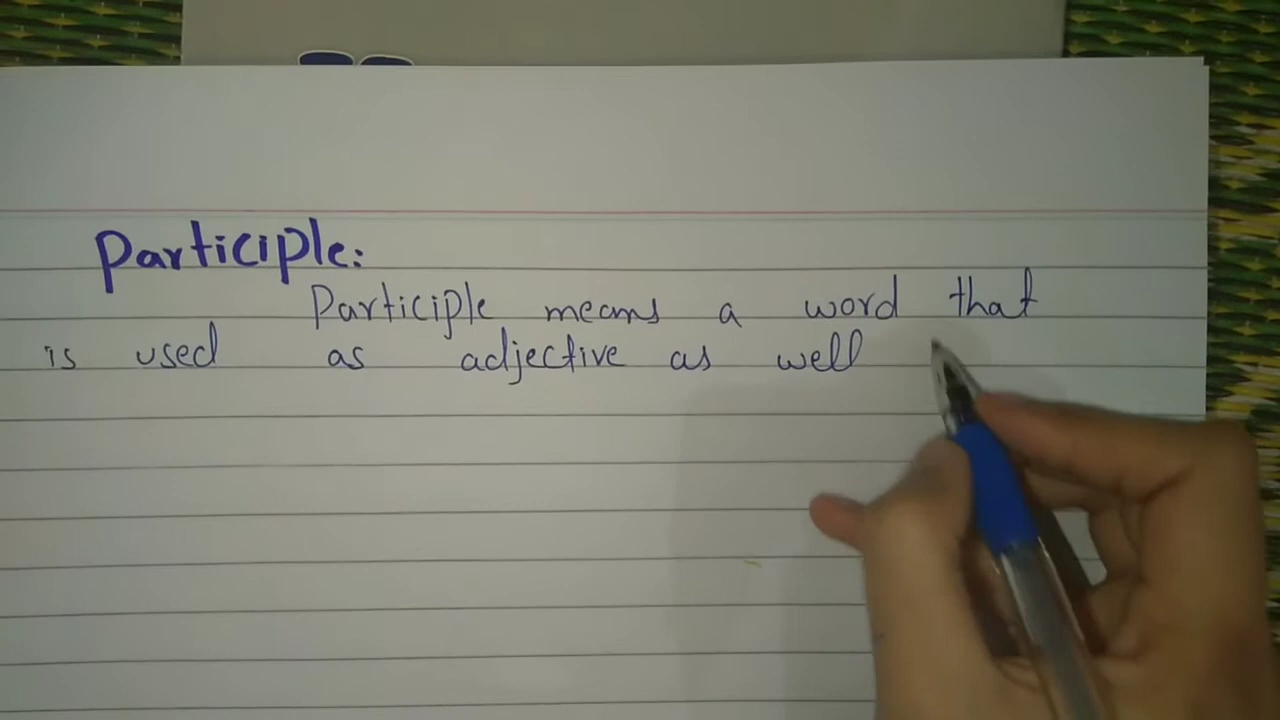 Participle:
Participle means a word that
is used as adjective as well